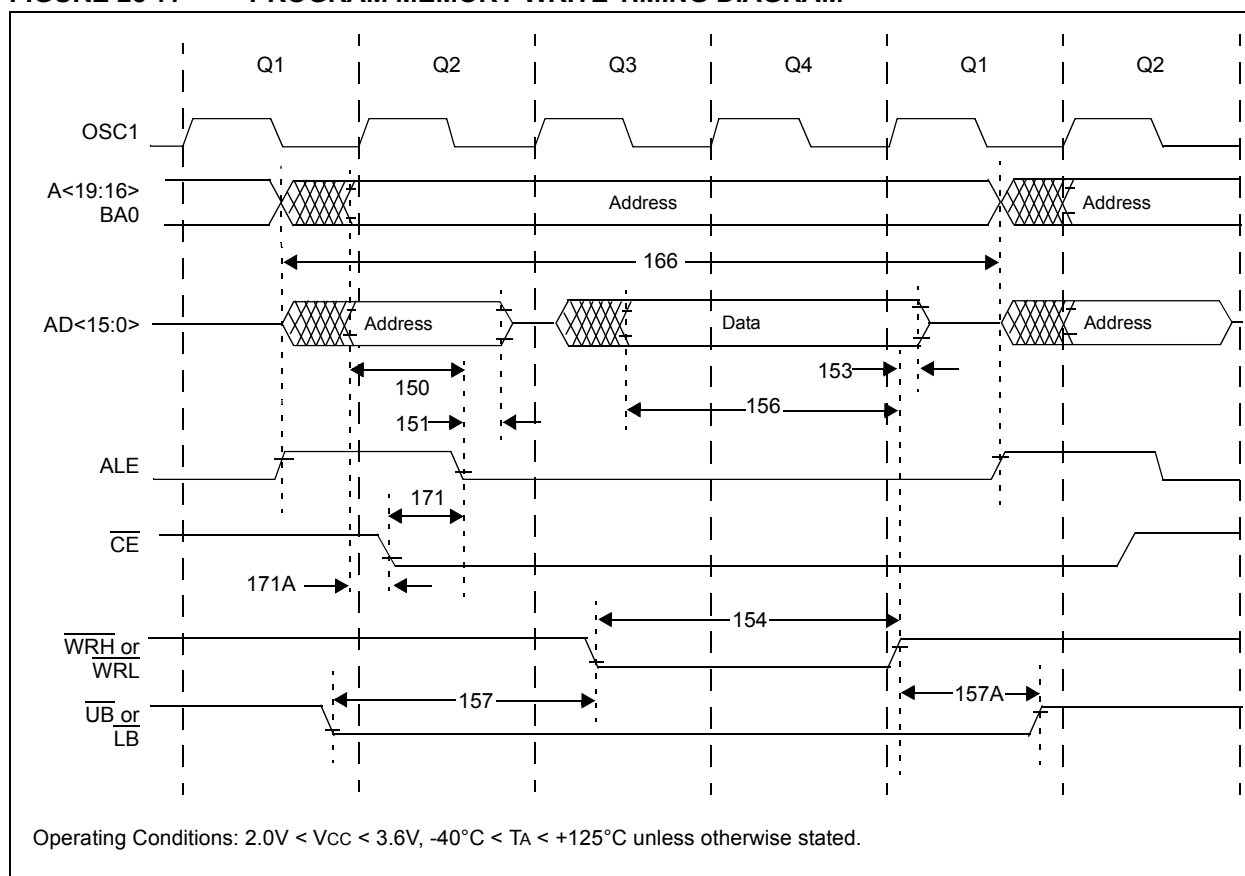 FIGURE 26-11: PROGRAM MEMORY WRITE TIMING DIAGRAM
Q1 Q2 Q3 Q4 Q1 Q2
OSC1
A<19:16>
BA0
Address
Address
166
AD<15:0>
Address
Data
Address
150
153
151
156
ALE
171
CE
171A
154
WRH or
WRL
157
157A
UB or
LB
Operating Conditions: 2.0V < VCC < 3.6V, -40°C < TA < +125°C unless otherwise stated.